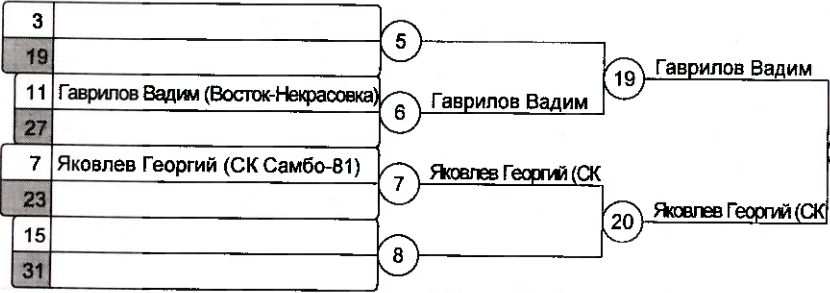 3
19
5
11 Гаврилов Вадим (Восток-Некрасовка)
27
6 Гаврилов Вадим
19 Гаврилов Вадим
7 Яковлев Георгий (СК Самбо-81)
23
7 Яковлев Георгий (СК
15
31
8
20 Яковлев Георгий (СК